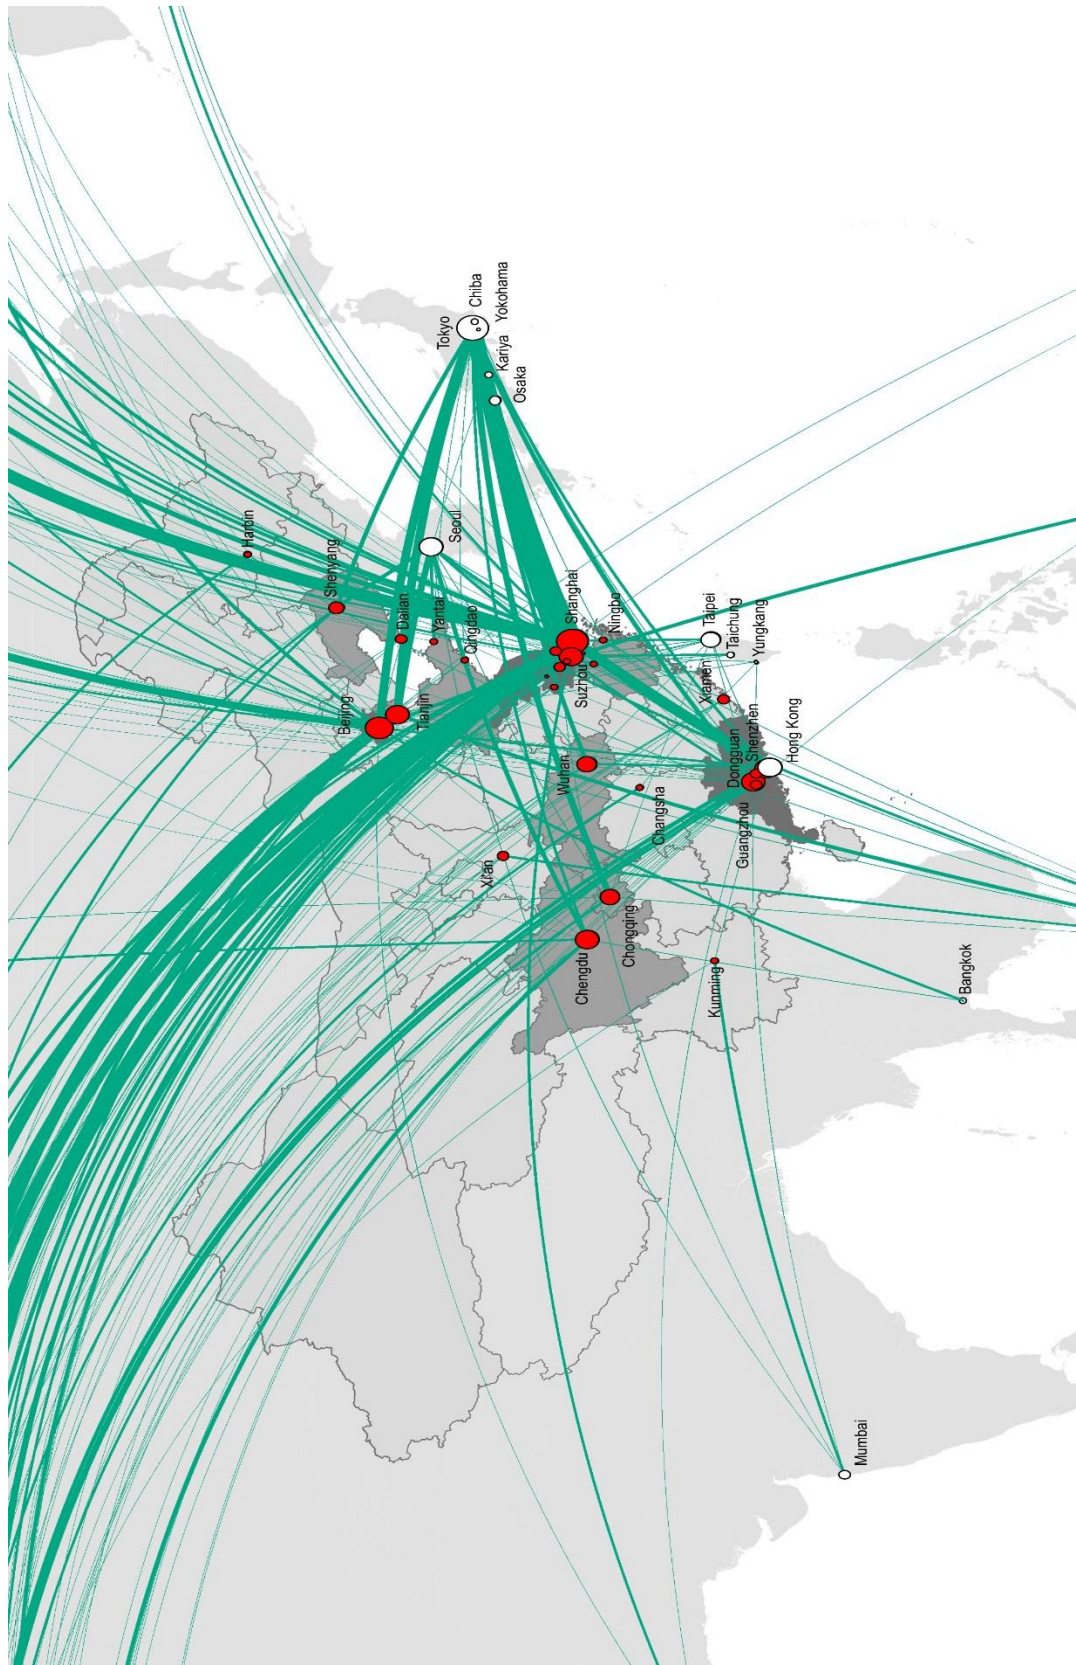 Tokyo
Chiba
Yokohama
Kariya
Osaka
Harbin
Shenyang
Seoul
Dalian
Yantai
Qingdao
Shanghai
Ningbo
Suzhou
Taipei
Taichung
Yungkang
Xiamen
Beijing
Tianjin
Wuhan
Changsha
Dongguan
Shenzhen
Hong Kong
Guangzhou
Xi'an
Chongqing
Chengdu
Kunming
Bangkok
Mumbai